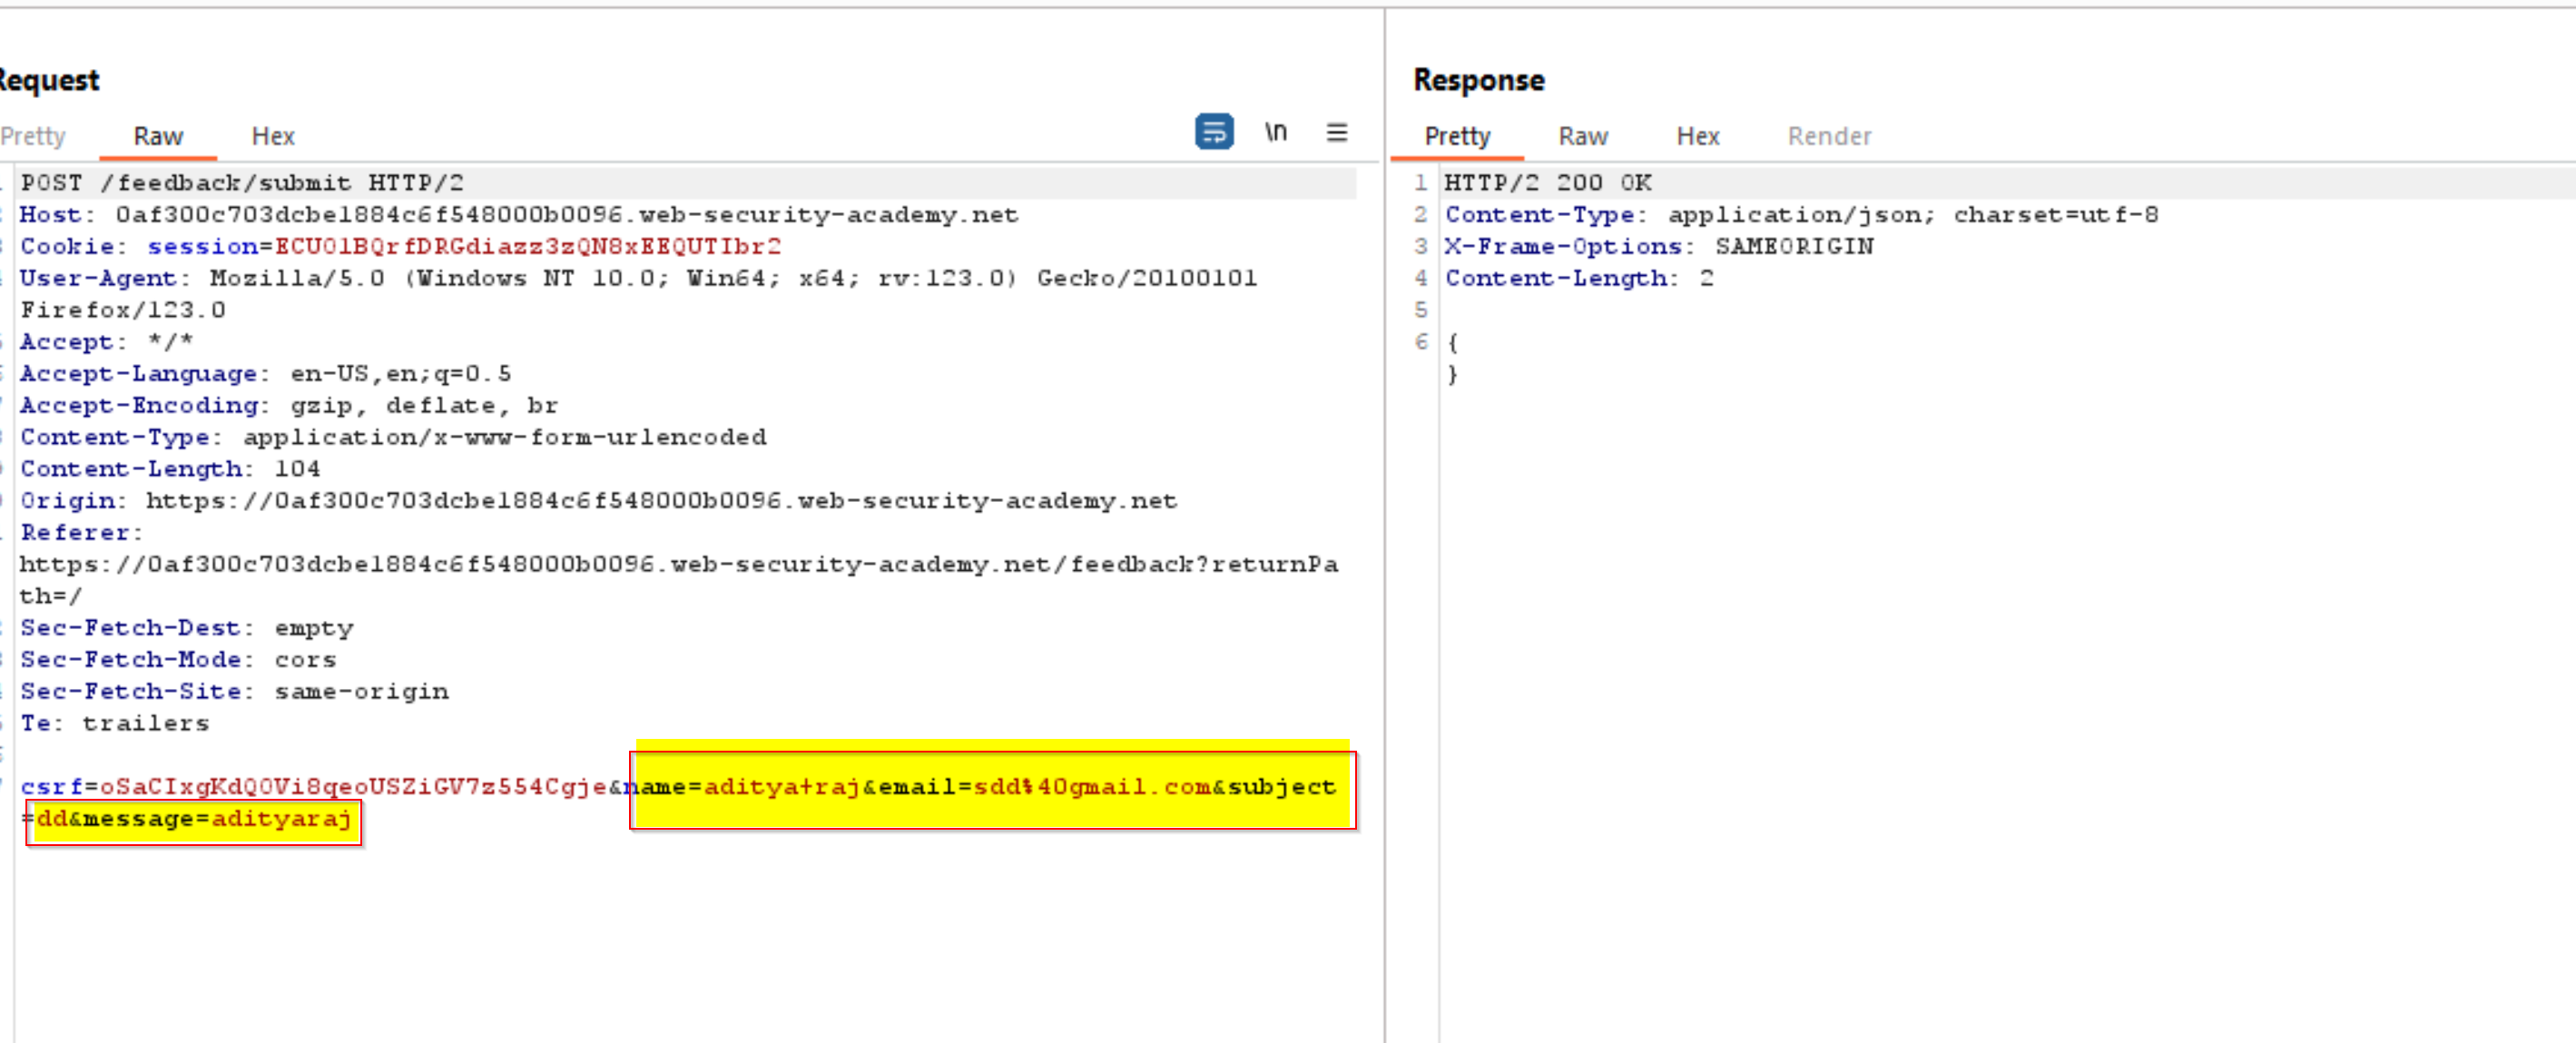 Request
Pretty Raw Hex \n
POST /feedback/submit HTTP/2
Host: 0af300c703dcbe1884c6f548000b0096.web-security-academy.net
Cookie: session=ECU01BQrfDRGdiazz3zQN8xEEQUTIbr2
User-Agent: Mozilla/5.0 (Windows NT 10.0; Win64; x64; rv:123.0) Gecko/20100101
Firefox/123.0
Accept: */*
Accept-Language: en-US,en;q=0.5
Accept-Encoding: gzip, deflate, br
Content-Type: application/x-www-form-urlencoded
Content-Length: 104
Origin: https://0af300c703dcbe1884c6f548000b0096.web-security-academy.net
Referer:
https://0af300c703dcbe1884c6f548000b0096.web-security-academy.net/feedback?returnPa
th=/
Sec-Fetch-Dest: empty
Sec-Fetch-Mode: cors
Sec-Fetch-Site: same-origin
Te: trailers
csrf=oSaCIxgKdQ0Vi8qeoUSZiGV7z554Cgje&name=aditya+raj&email=sdd%40gmail.com&subject
=dd&message=adityaraj
Response
Pretty Raw Hex Render
1 HTTP/2 200 OK
2 Content-Type: application/json; charset=utf-8
3 X-Frame-Options: SAMEORIGIN
4 Content-Length: 2
5
6 {
}